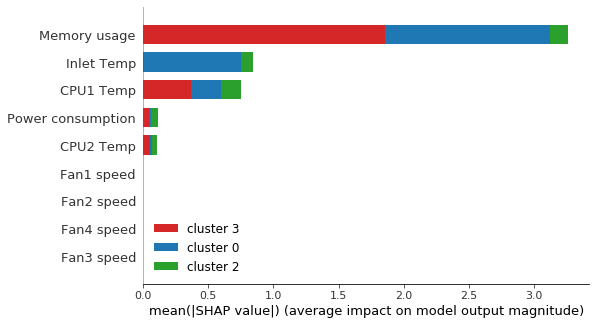 Memory usage
Inlet Temp
CPU1 Temp
Power consumption
CPU2 Temp
Fan1 speed
Fan2 speed
Fan4 speed
Fan3 speed
cluster 3
cluster 0
cluster 2
0.0 0.5 1.0 1.5 2.0 2.5 3.0
mean(|SHAP value|) (average impact on model output magnitude)